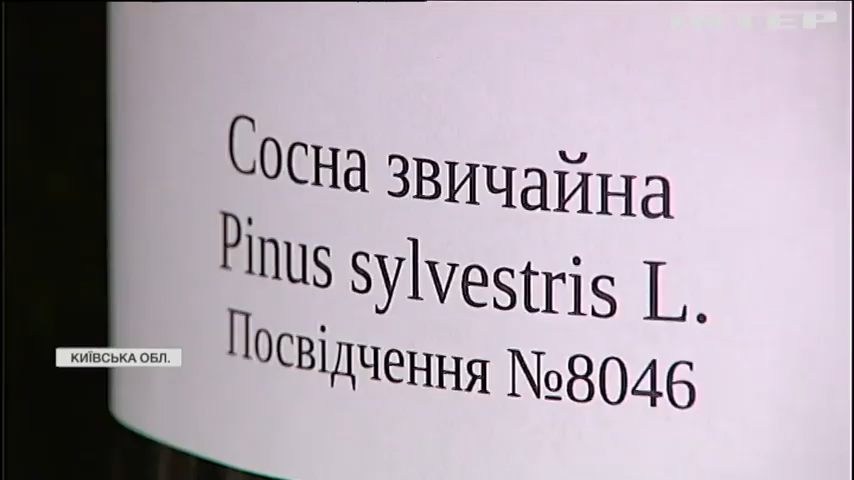 ІНТЕР
Сосна звичайна
Pinus sylvestris L.
Посвідчення №8046
КИЇВСЬКА ОБЛ.